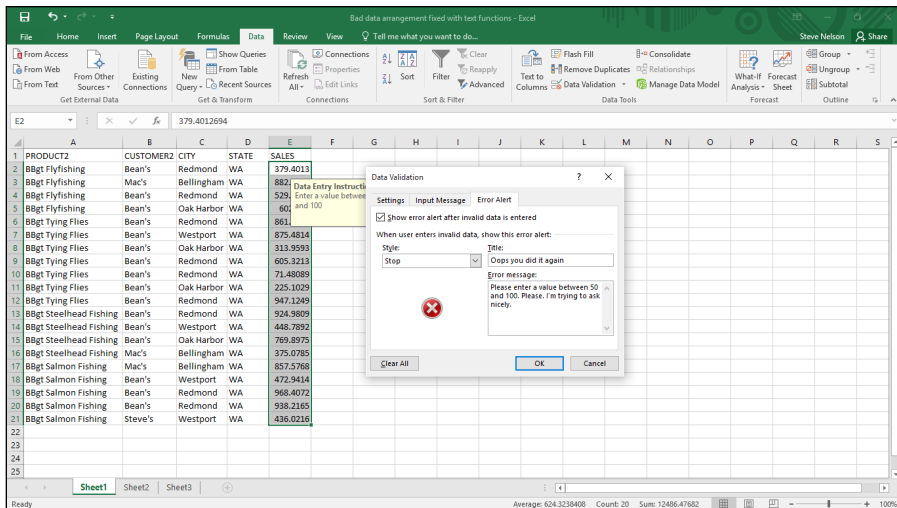 Bad data arrangement fixed with text functions - Excel
File Home Insert Page Layout Formulas Data Review View Tell me what you want to do... Steve Nelson Share
From Access
From Web
From Text
From Other Sources
Existing Connections
Get External Data
New Query
Show Queries
From Table
Recent Sources
Get & Transform
Refresh All
Connections
Properties
Edit Links
Connections
Sort
Filter
Clear
Reapply
Advanced
Sort & Filter
Text to Columns
Flash Fill
Remove Duplicates
Data Validation
Consolidate
Relationships
Manage Data Model
Data Tools
What-If Analysis
Forecast Sheet
Forecast
Group
Ungroup
Subtotal
Outline
E2 fx 379.4012694
A B C D E F G H I J K L M N O P Q R S
1 PRODUCT2 CUSTOMER2 CITY STATE SALES
2 BBgt Flyfishing Bean's Redmond WA 379.4013
3 BBgt Flyfishing Mac's Bellingham WA 882.
4 BBgt Flyfishing Bean's Redmond WA 529.
5 BBgt Flyfishing Bean's Oak Harbor WA 602
6 BBgt Tying Flies Bean's Redmond WA 861.
7 BBgt Tying Flies Bean's Westport WA 875.4814
8 BBgt Tying Flies Bean's Oak Harbor WA 313.9593
9 BBgt Tying Flies Bean's Redmond WA 605.3213
10 BBgt Tying Flies Bean's Redmond WA 71.48089
11 BBgt Tying Flies Bean's Oak Harbor WA 225.1029
12 BBgt Tying Flies Bean's Redmond WA 947.1249
13 BBgt Steelhead Fishing Bean's Redmond WA 924.9809
14 BBgt Steelhead Fishing Bean's Westport WA 448.7892
15 BBgt Steelhead Fishing Bean's Oak Harbor WA 769.8975
16 BBgt Steelhead Fishing Mac's Bellingham WA 375.0785
17 BBgt Salmon Fishing Mac's Bellingham WA 857.5768
18 BBgt Salmon Fishing Bean's Westport WA 472.9414
19 BBgt Salmon Fishing Bean's Redmond WA 968.4072
20 BBgt Salmon Fishing Bean's Redmond WA 938.2165
21 BBgt Salmon Fishing Steve's Westport WA 436.0216
22
23
24
25
Data Entry Instructi
Enter a value betwee
and 100
Data Validation ?
Settings Input Message Error Alert
Show error alert after invalid data is entered
When user enters invalid data, show this error alert:
Style: Title:
Stop Oops you did it again
Error message:
Please enter a value between 50
and 100. Please. I'm trying to ask
nicely.
Clear All OK Cancel
Sheet1 Sheet2 Sheet3
Ready Average: 624.3238408 Count: 20 Sum: 12486.47682 100%